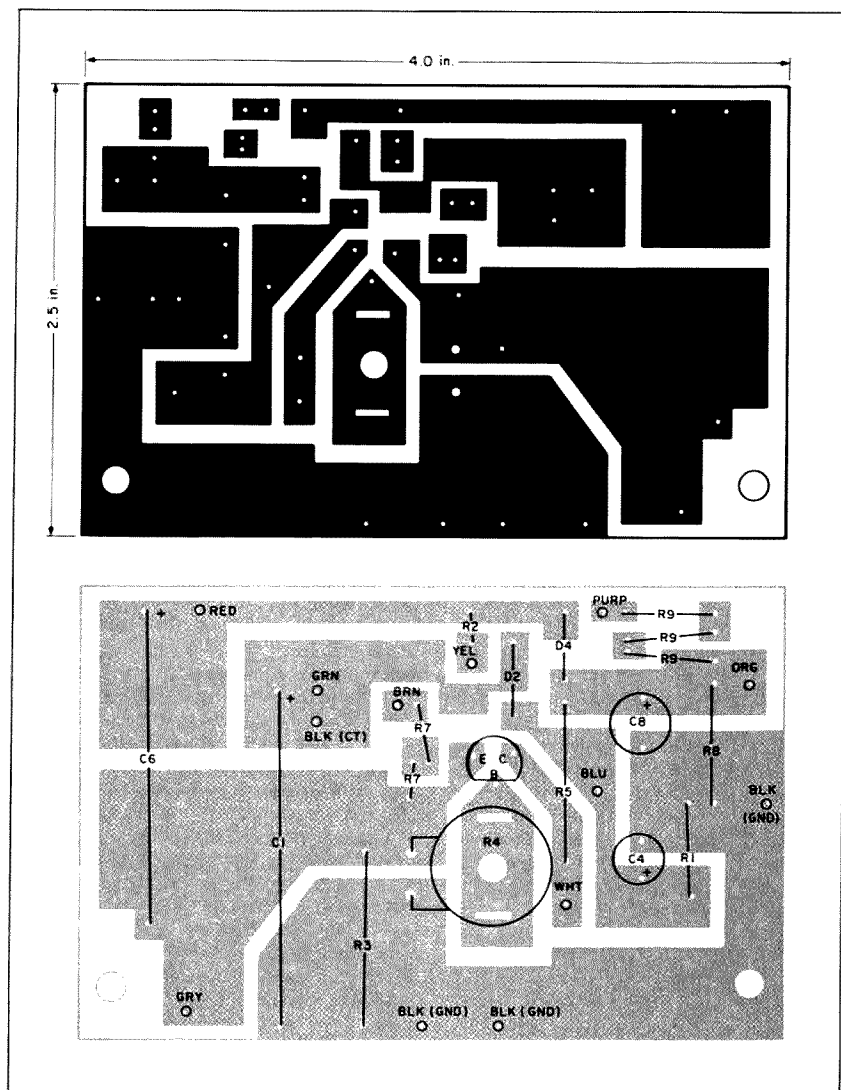 4.0 in.
2.5 in.
+
RED
PURP
R9
R2
R9
YEL
D4
R9
GRN
D2
ORG
+
BRN
+
BLK (CT)
R7
C8
C6
E C
B
R8
R7
R5
BLU
BLK
(GND)
C1
R4
C4
R1
+
WHT
R3
GRY
BLK (GND)
BLK (GND)